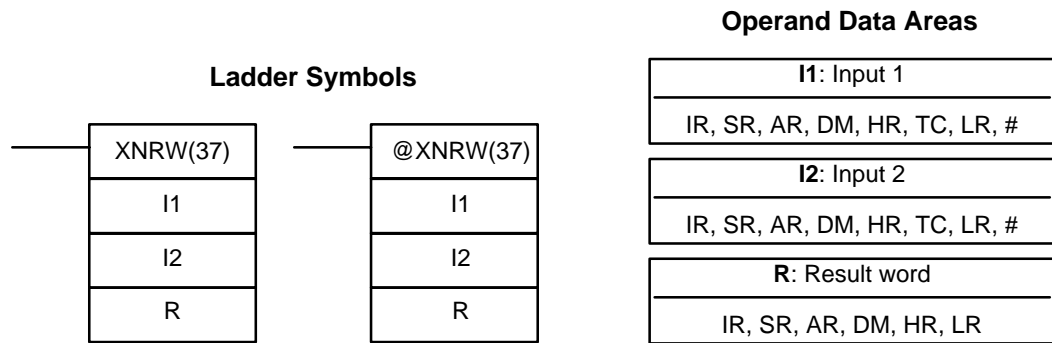 Ladder Symbols
XNRW(37)
I1
I2
R
@XNRW(37)
I1
I2
R
Operand Data Areas
I1: Input 1
IR, SR, AR, DM, HR, TC, LR, #
I2: Input 2
IR, SR, AR, DM, HR, TC, LR, #
R: Result word
IR, SR, AR, DM, HR, LR